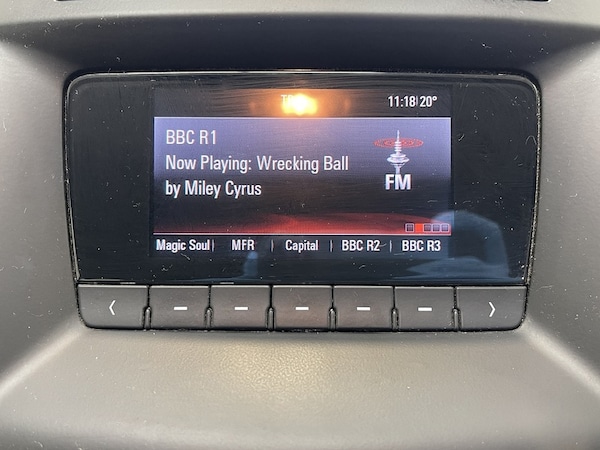 11:18 20°
BBC R1
Now Playing: Wrecking Ball
by Miley Cyrus
FM
Magic Soul MFR Capital BBC R2 BBC R3